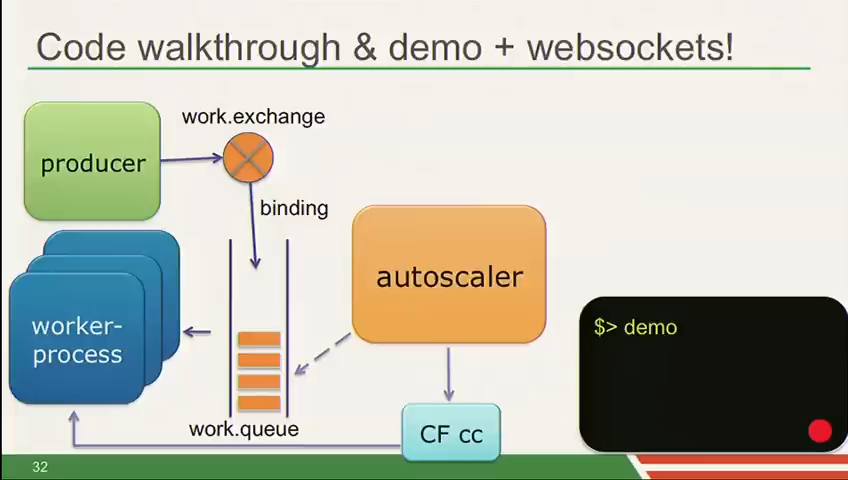 Code walkthrough & demo + websockets!
work.exchange
producer
binding
autoscaler
worker-
process
$> demo
work.queue
CF cc
32